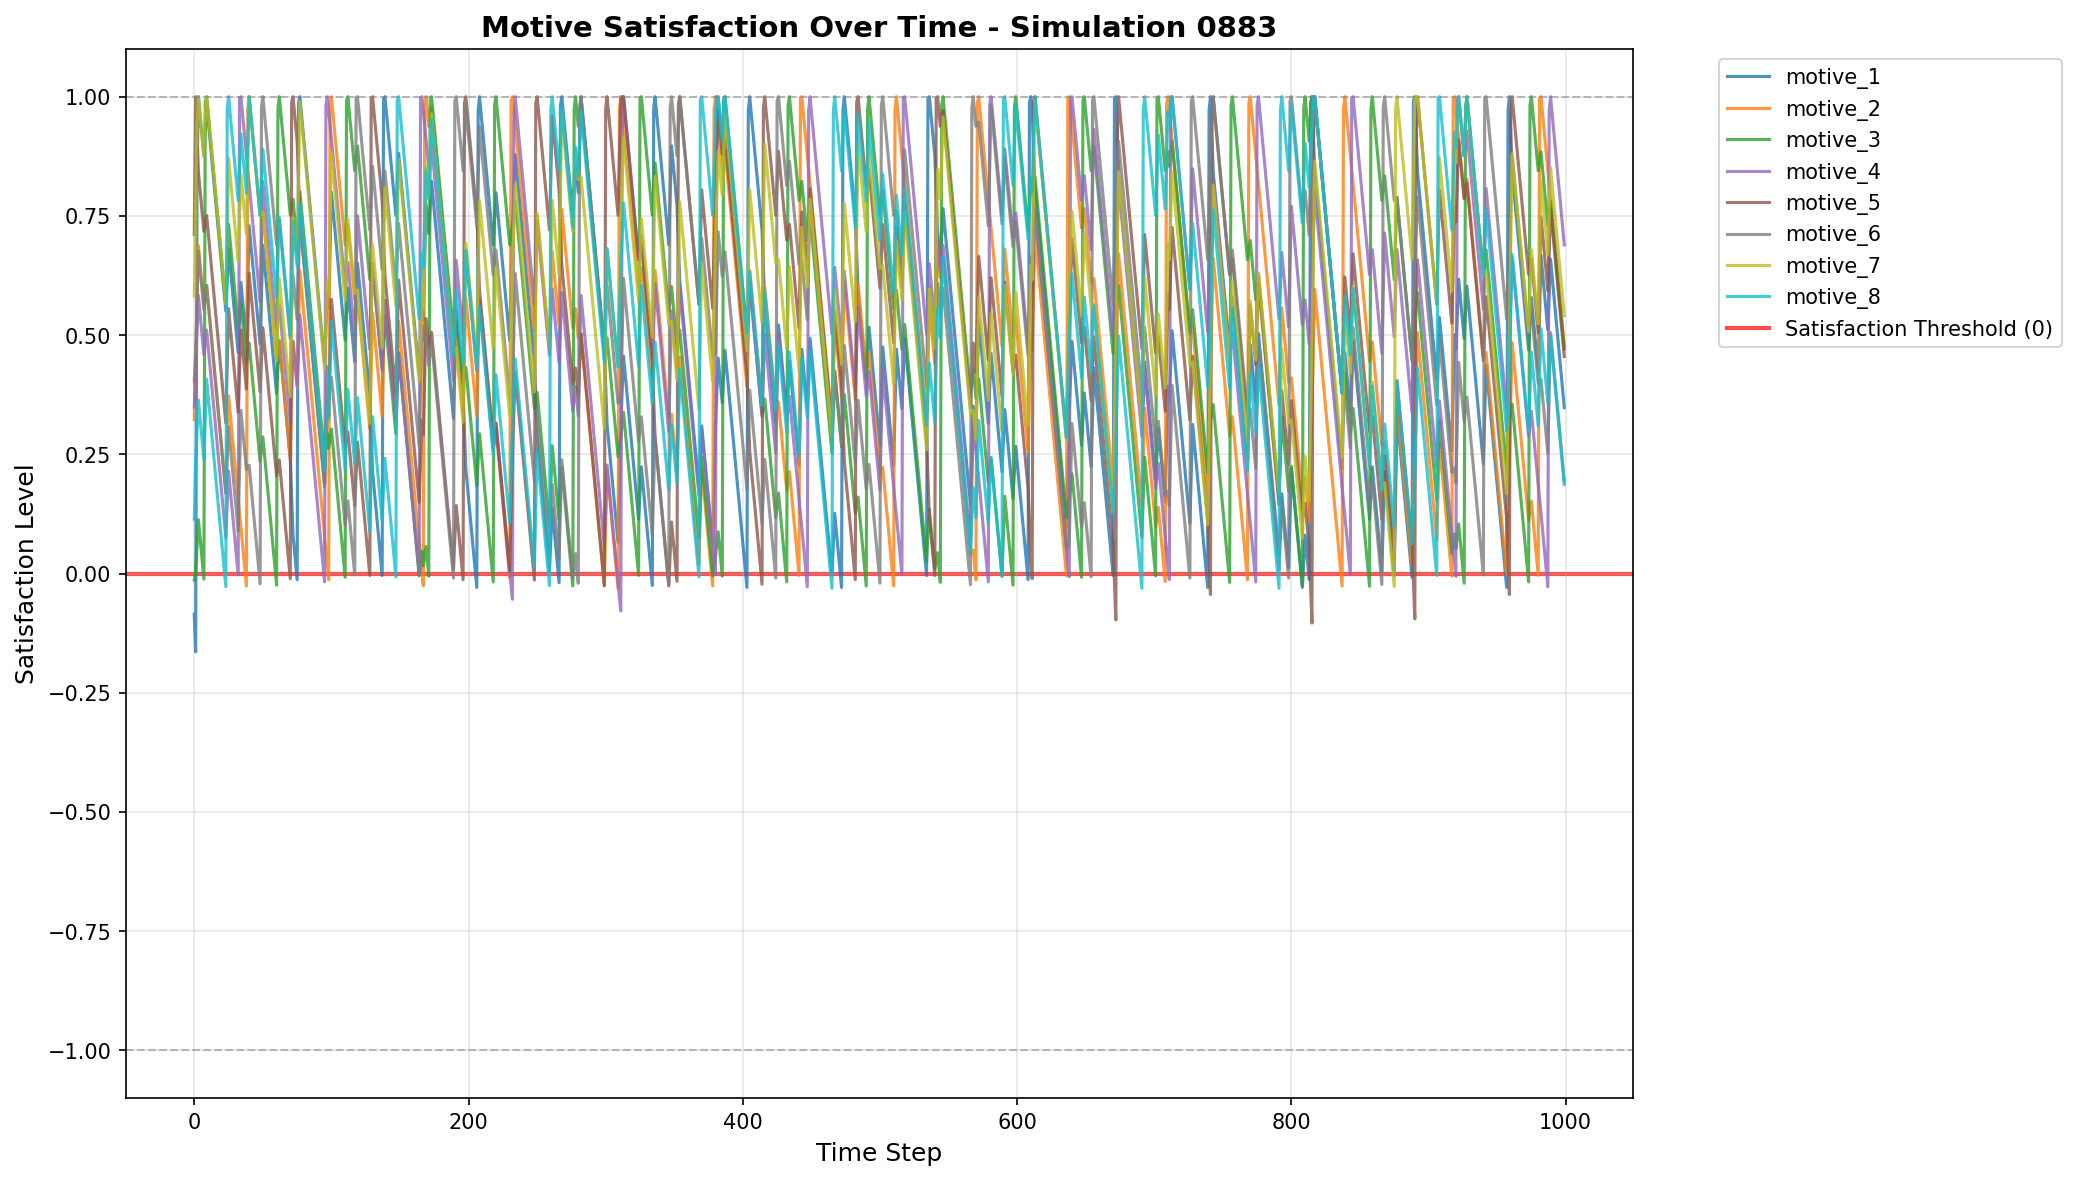 Motive Satisfaction Over Time - Simulation 0883
Satisfaction Level
1.00
0.75
0.50
0.25
0.00
−0.25
−0.50
−0.75
−1.00
0
200
400
600
800
1000
Time Step
motive_1
motive_2
motive_3
motive_4
motive_5
motive_6
motive_7
motive_8
Satisfaction Threshold (0)